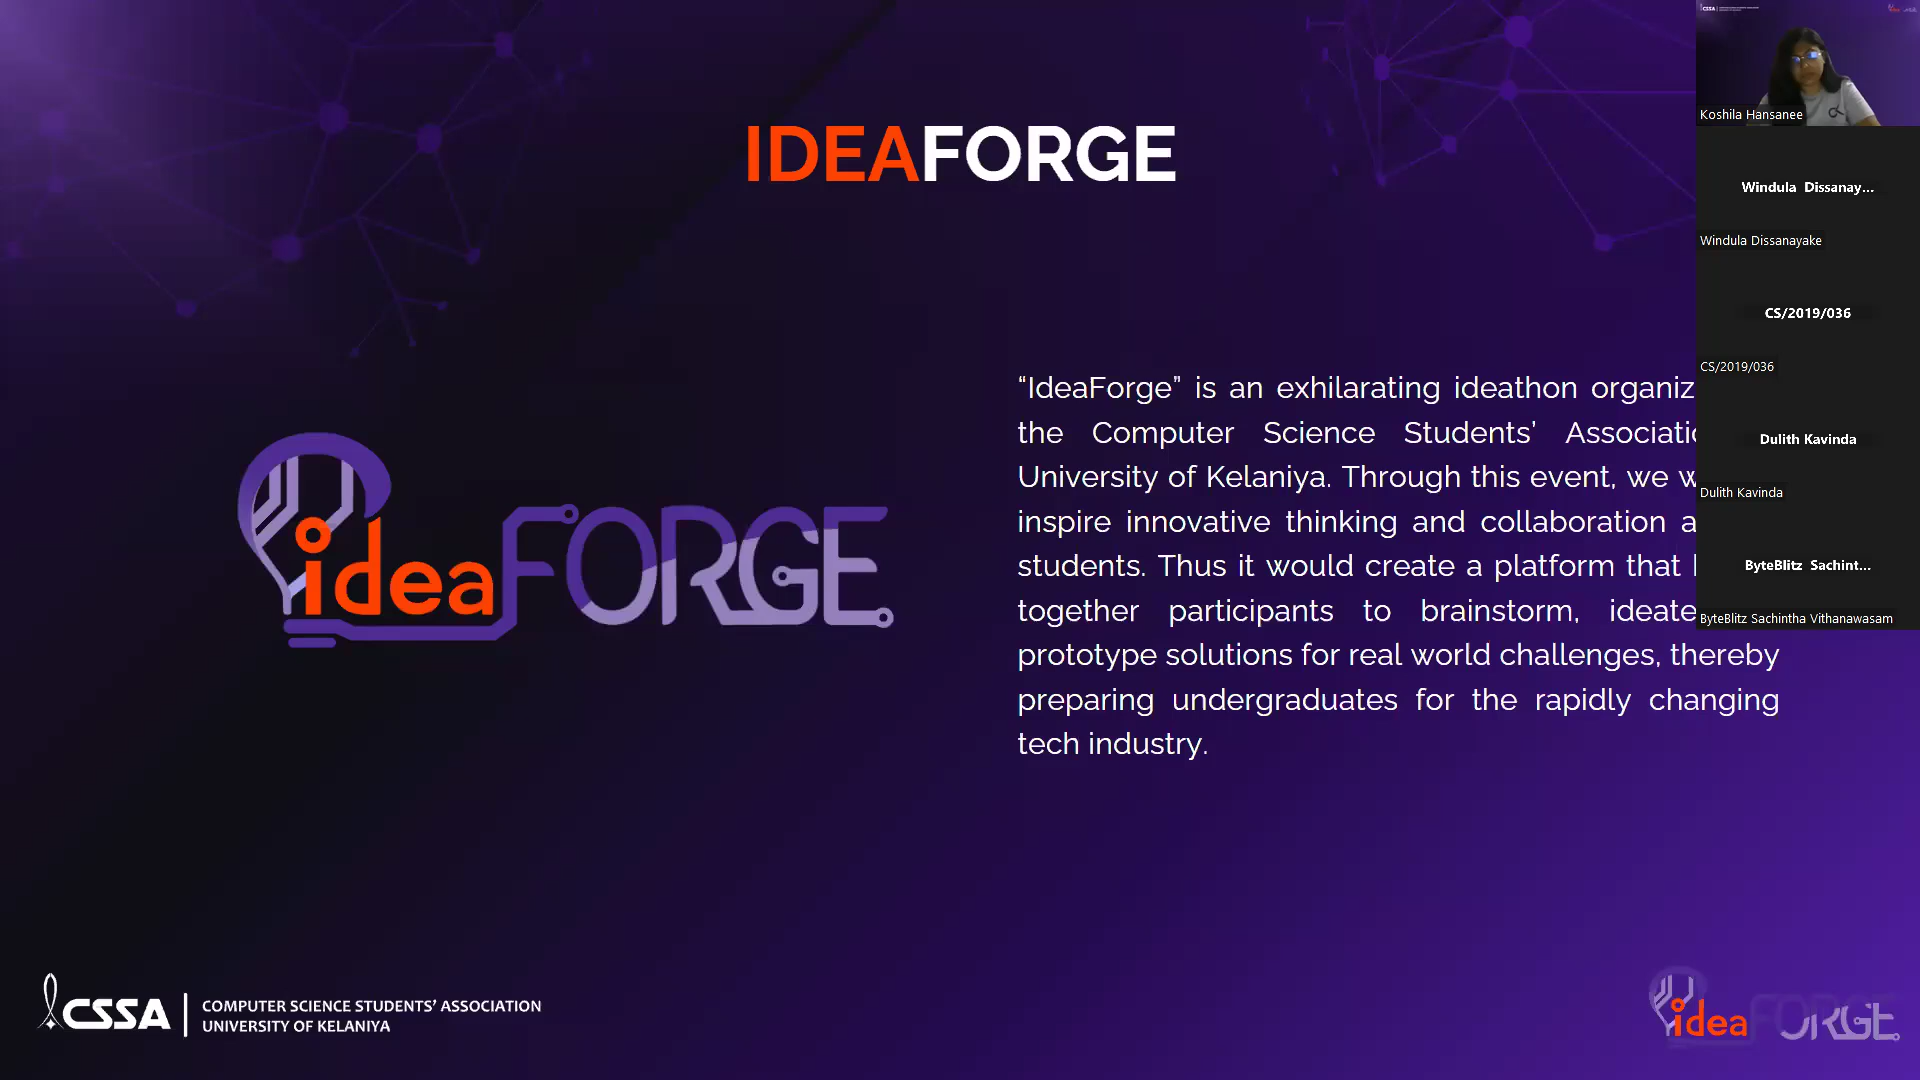 IDEAFORGE
“IdeaForge” is an exhilarating ideathon organiz
the Computer Science Students’ Associatio
University of Kelaniya. Through this event, we w
inspire innovative thinking and collaboration a
students. Thus it would create a platform that
together participants to brainstorm, ideate
prototype solutions for real world challenges, thereby
preparing undergraduates for the rapidly changing
tech industry.
ideaFORGE
CSSA
COMPUTER SCIENCE STUDENTS’ ASSOCIATION
UNIVERSITY OF KELANIYA
ideaFORGE
CSSA
Koshila Hansanee
Windula Dissanay...
Windula Dissanayake
CS/2019/036
CS/2019/036
Dulith Kavinda
Dulith Kavinda
ByteBlitz Sachint...
ByteBlitz Sachintha Vithanawasam